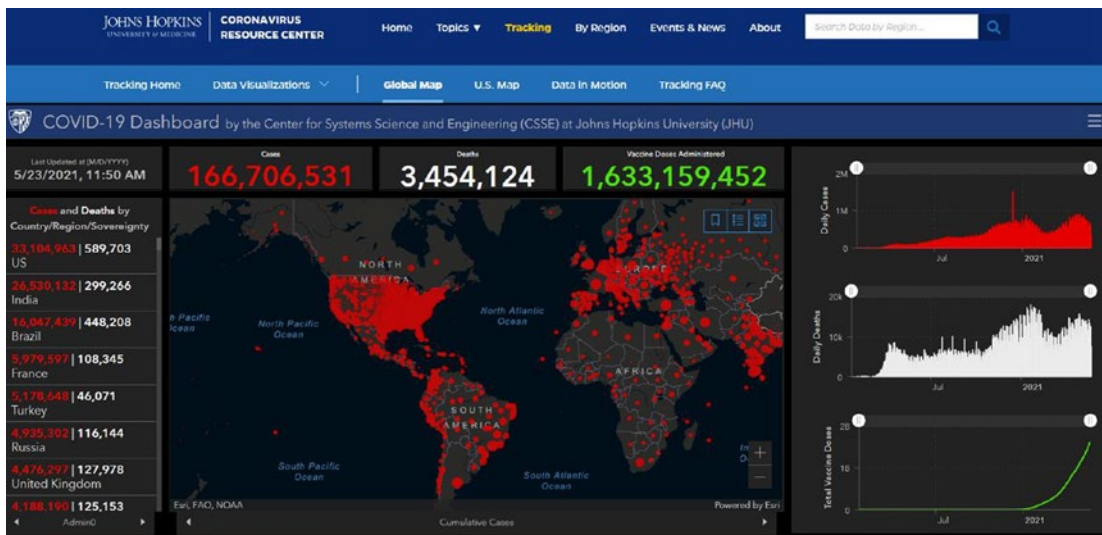 JOHNS HOPKINS
UNIVERSITY & MEDICINE
CORONAVIRUS
RESOURCE CENTER
Home Topics ▼ Tracking By Region Events & News About
Search Data by Region...
Tracking Home Data Visualizations Global Map U.S. Map Data in Motion Tracking FAQ
COVID-19 Dashboard by the Center for Systems Science and Engineering (CSSE) at Johns Hopkins University (JHU)
Last Updated at (M/D/YYYY)
5/23/2021, 11:50 AM
Cases
166,706,531
Deaths
3,454,124
Vaccine Doses Administered
1,633,159,452
Cases and Deaths by
Country/Region/Sovereignty
33,104,963 | 589,703
US
26,530,132 | 299,266
India
16,047,439 | 448,208
Brazil
5,979,597 | 108,345
France
5,178,648 | 46,071
Turkey
4,935,302 | 116,144
Russia
4,476,297 | 127,978
United Kingdom
4,188,190 | 125,153
Admin0
NORTH
AMERICA
EUROPE
North Atlantic
Ocean
h Pacific
Ocean
North Pacific
Ocean
AFRICA
SOUTH
AMERICA
South Pacific
Ocean
South Atlantic
Ocean
In
O
+
−
Esri, FAO, NOAA
Powered by Esri
Cumulative Cases
Daily Cases
2M
1M
0
Jul 2021
Daily Deaths
20k
10k
0
Jul 2021
Total Vaccine Doses
2B
1B
0
Jul 2021